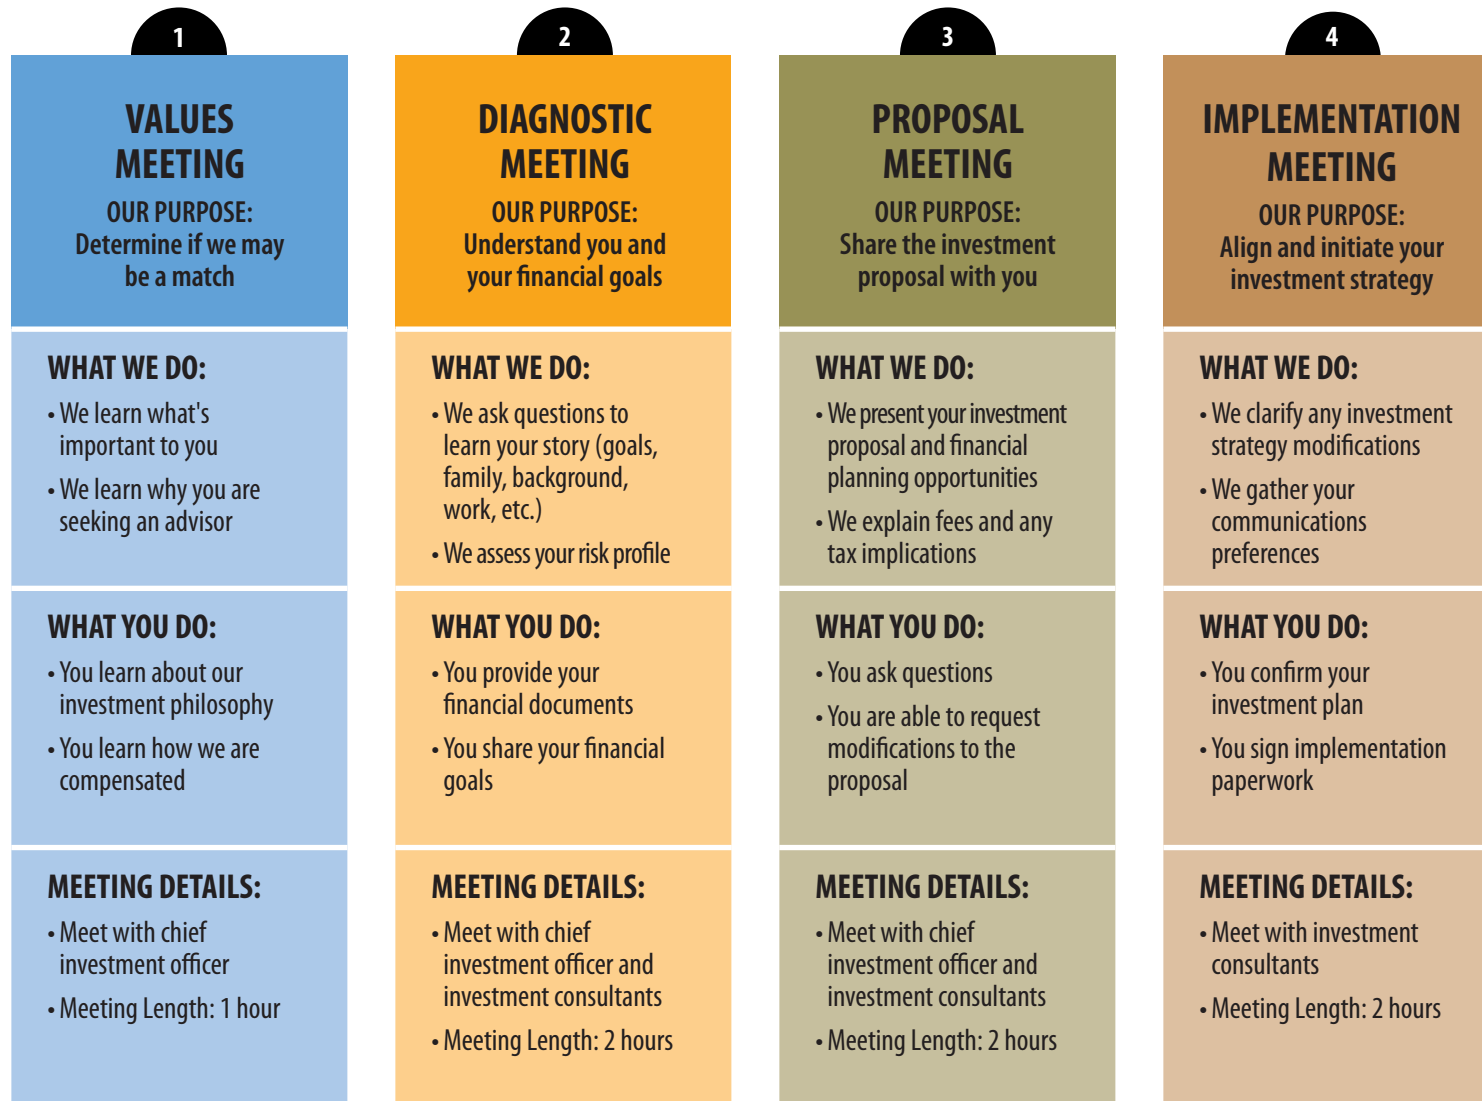 1
VALUES
MEETING
OUR PURPOSE:
Determine if we may
be a match
WHAT WE DO:
• We learn what's
important to you
• We learn why you are
seeking an advisor
WHAT YOU DO:
• You learn about our
investment philosophy
• You learn how we are
compensated
MEETING DETAILS:
• Meet with chief
investment officer
• Meeting Length: 1 hour
2
DIAGNOSTIC
MEETING
OUR PURPOSE:
Understand you and
your financial goals
WHAT WE DO:
• We ask questions to
learn your story (goals,
family, background,
work, etc.)
• We assess your risk profile
WHAT YOU DO:
• You provide your
financial documents
• You share your financial
goals
MEETING DETAILS:
• Meet with chief
investment officer and
investment consultants
• Meeting Length: 2 hours
3
PROPOSAL
MEETING
OUR PURPOSE:
Share the investment
proposal with you
WHAT WE DO:
• We present your investment
proposal and financial
planning opportunities
• We explain fees and any
tax implications
WHAT YOU DO:
• You ask questions
• You are able to request
modifications to the
proposal
MEETING DETAILS:
• Meet with chief
investment officer and
investment consultants
• Meeting Length: 2 hours
4
IMPLEMENTATION
MEETING
OUR PURPOSE:
Align and initiate your
investment strategy
WHAT WE DO:
• We clarify any investment
strategy modifications
• We gather your
communications
preferences
WHAT YOU DO:
• You confirm your
investment plan
• You sign implementation
paperwork
MEETING DETAILS:
• Meet with investment
consultants
• Meeting Length: 2 hours